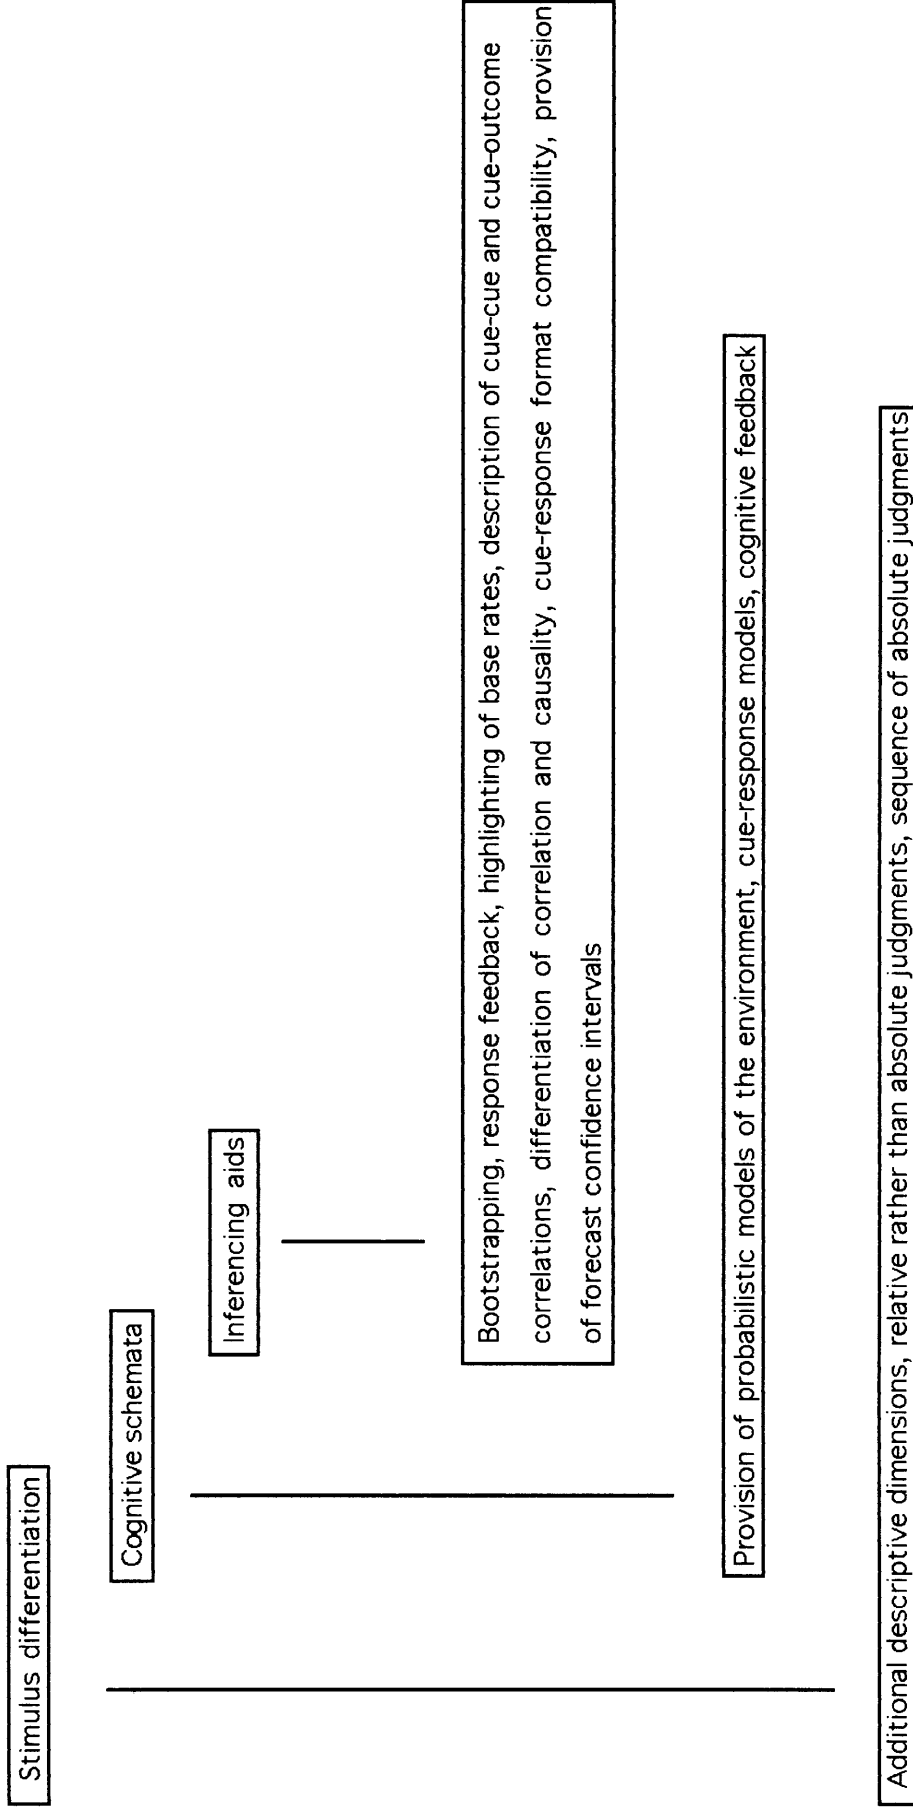 Stimulus differentiation
Cognitive schemata
Inferencing aids
Bootstrapping, response feedback, highlighting of base rates, description of cue-cue and cue-outcome
correlations, differentiation of correlation and causality, cue-response format compatibility, provision
of forecast confidence intervals
Provision of probabilistic models of the environment, cue-response models, cognitive feedback
Additional descriptive dimensions, relative rather than absolute judgments, sequence of absolute judgments